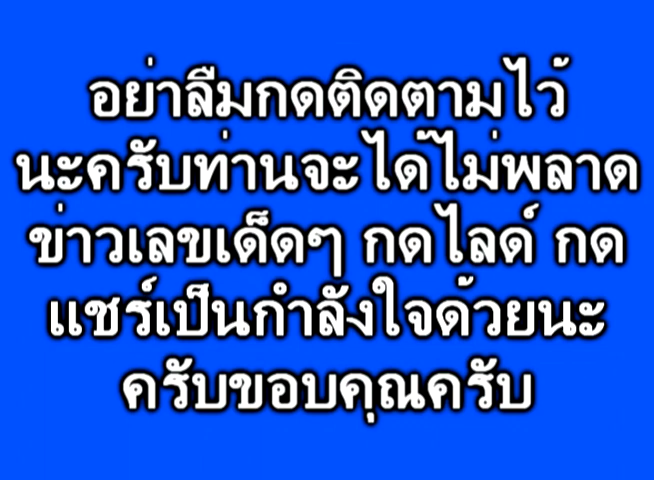 อย่าลืมกดติดตามไว้
นะครับท่านจะได้ไม่พลาด
ข่าวเลขเด็ดๆ กดไลด์ กด
แชร์เป็นกำลังใจด้วยนะ
ครับขอบคุณครับ